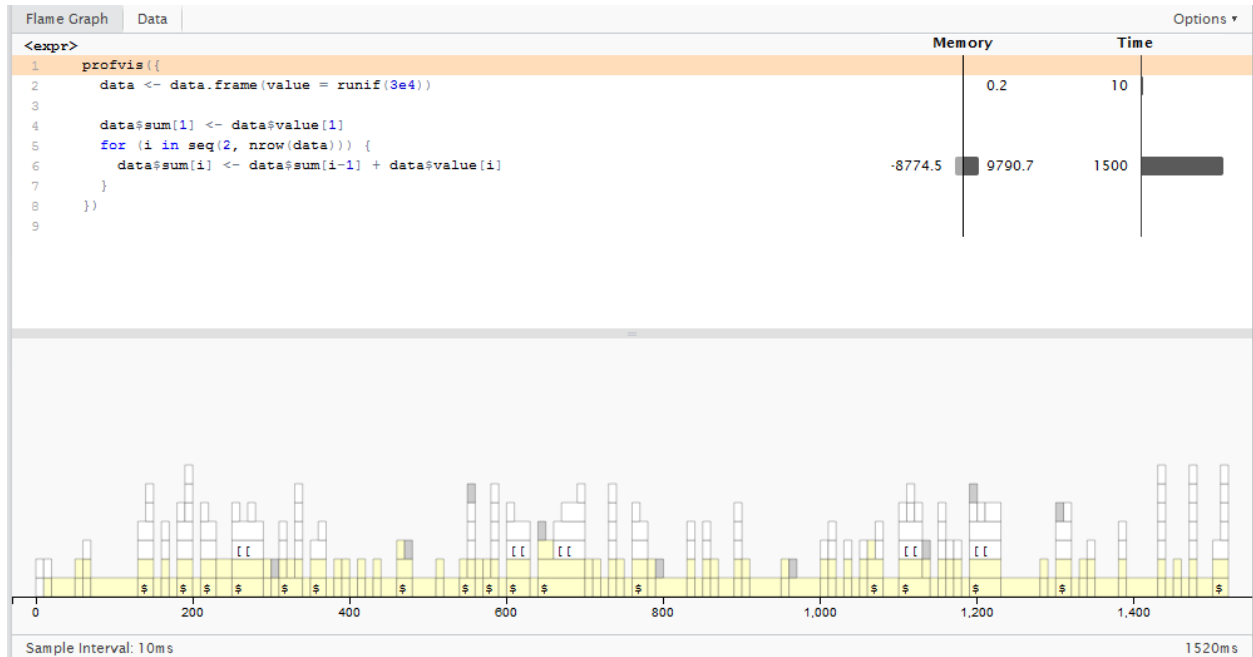 Flame Graph Data Options ▾
<expr> Memory Time
1 profvis({
2 data <- data.frame(value = runif(3e4)) 0.2 10
3
4 data$sum[1] <- data$value[1]
5 for (i in seq(2, nrow(data))) {
6 data$sum[i] <- data$sum[i-1] + data$value[i] -8774.5 9790.7 1500
7 }
8 })
9
[[ [[ [[ [[ [[
$ $ $ $ $ $ $ $ $ $ $ $ $ $ $ $ $
0 200 400 600 800 1,000 1,200 1,400
Sample Interval: 10ms 1520ms